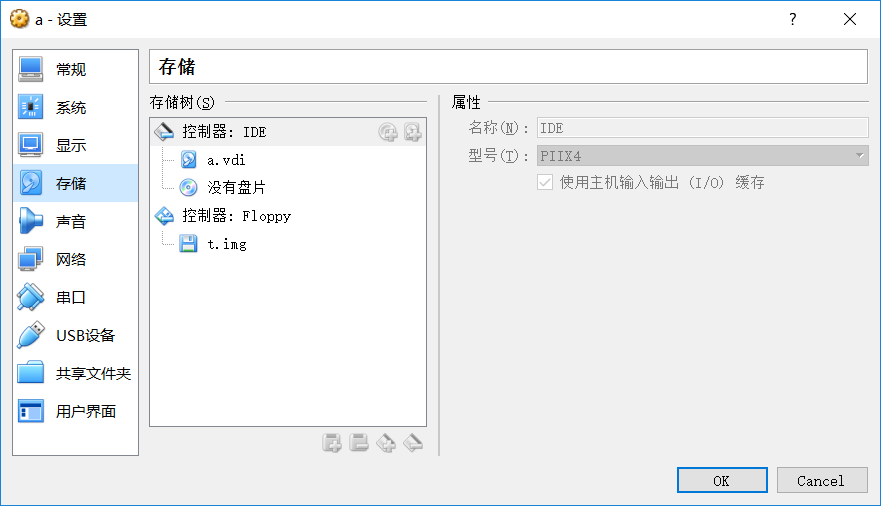 a - 设置
?
常规
系统
显示
存储
声音
网络
串口
USB设备
共享文件夹
用户界面
存储
存储树(S)
控制器: IDE
a.vdi
没有盘片
控制器: Floppy
t.img
属性
名称(N): IDE
型号(T): PIIX4
使用主机输入输出 (I/O) 缓存
OK Cancel